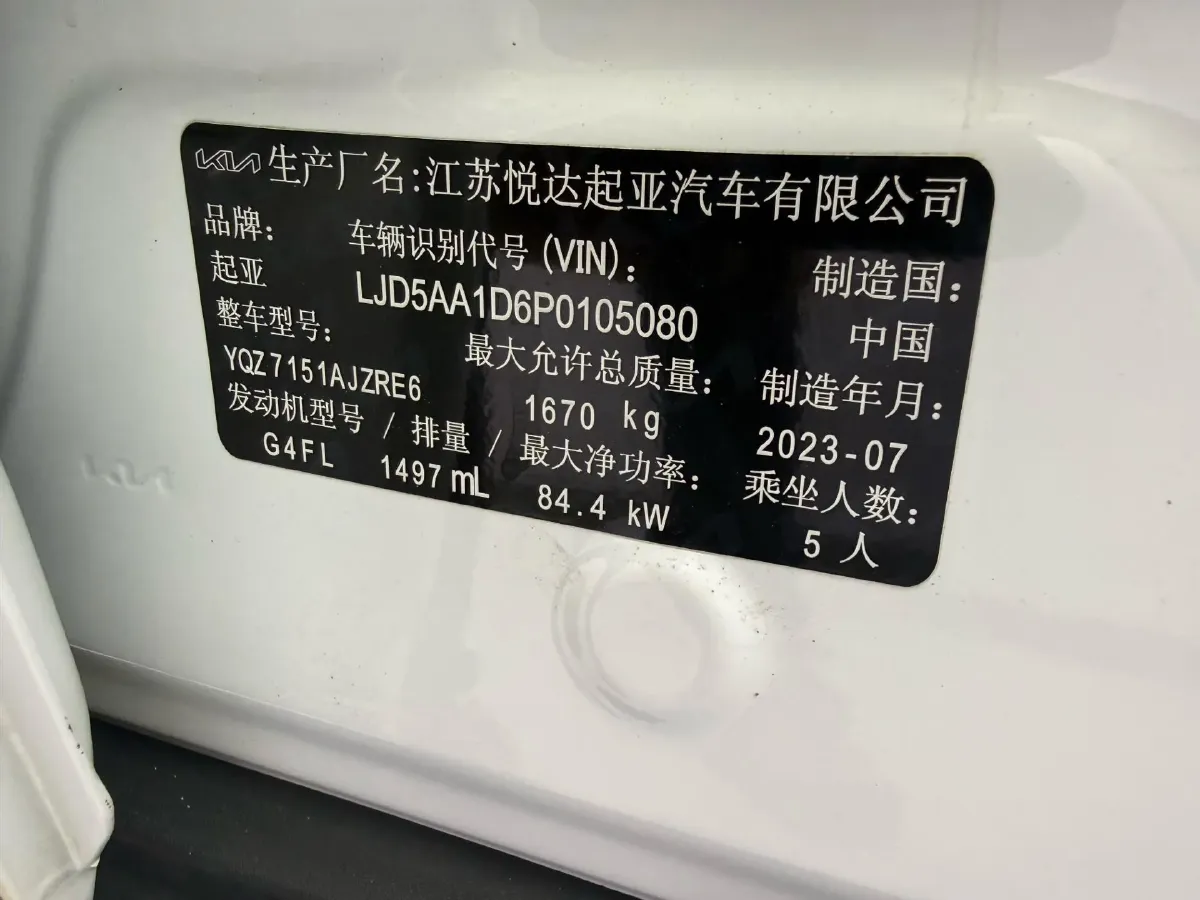 KIA 生产厂名:江苏悦达起亚汽车有限公司
品牌: 车辆识别代号(VIN): 制造国:
起亚 LJD5AA1D6P0105080 中国
整车型号: 最大允许总质量: 制造年月:
YQZ7151AJZRE6 1670 kg 2023-07
发动机型号 / 排量 / 最大净功率: 乘坐人数:
G4FL 1497 mL 84.4 kW 5 人
KIA